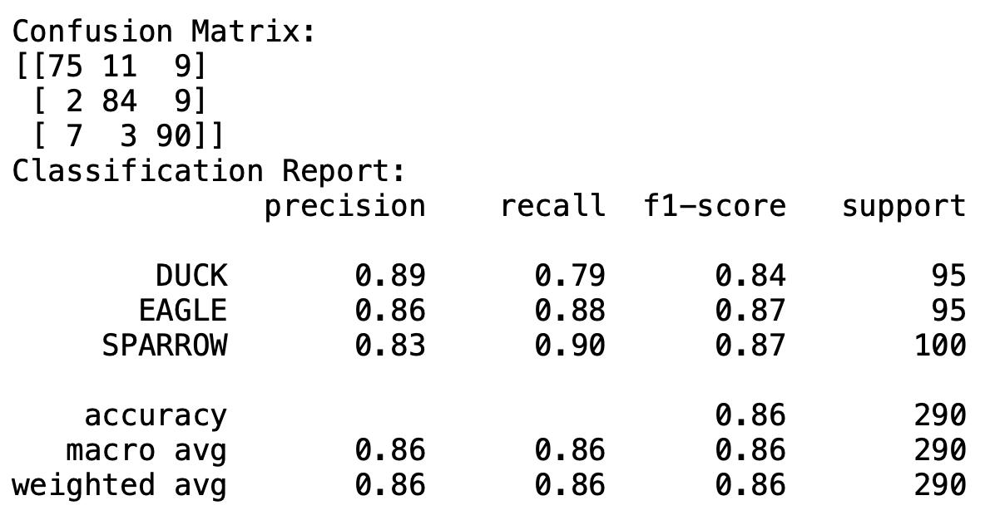 Confusion Matrix:
[[75 11  9]
 [ 2 84  9]
 [ 7  3 90]]
Classification Report:
              precision    recall  f1-score   support

        DUCK       0.89      0.79      0.84        95
       EAGLE       0.86      0.88      0.87        95
     SPARROW       0.83      0.90      0.87       100

    accuracy                           0.86       290
   macro avg       0.86      0.86      0.86       290
weighted avg       0.86      0.86      0.86       290